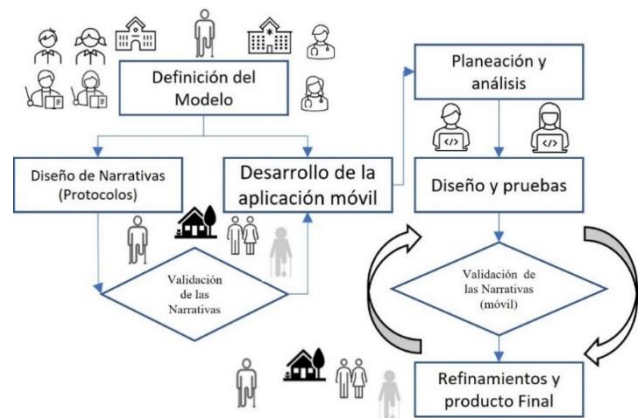 Definición del
Modelo
Diseño de Narrativas
(Protocolos)
Desarrollo de la
aplicación móvil
Validación
de las
Narrativas
Planeación y
análisis
Diseño y pruebas
Validación de
las Narrativas
(móvil)
Refinamientos y
producto Final